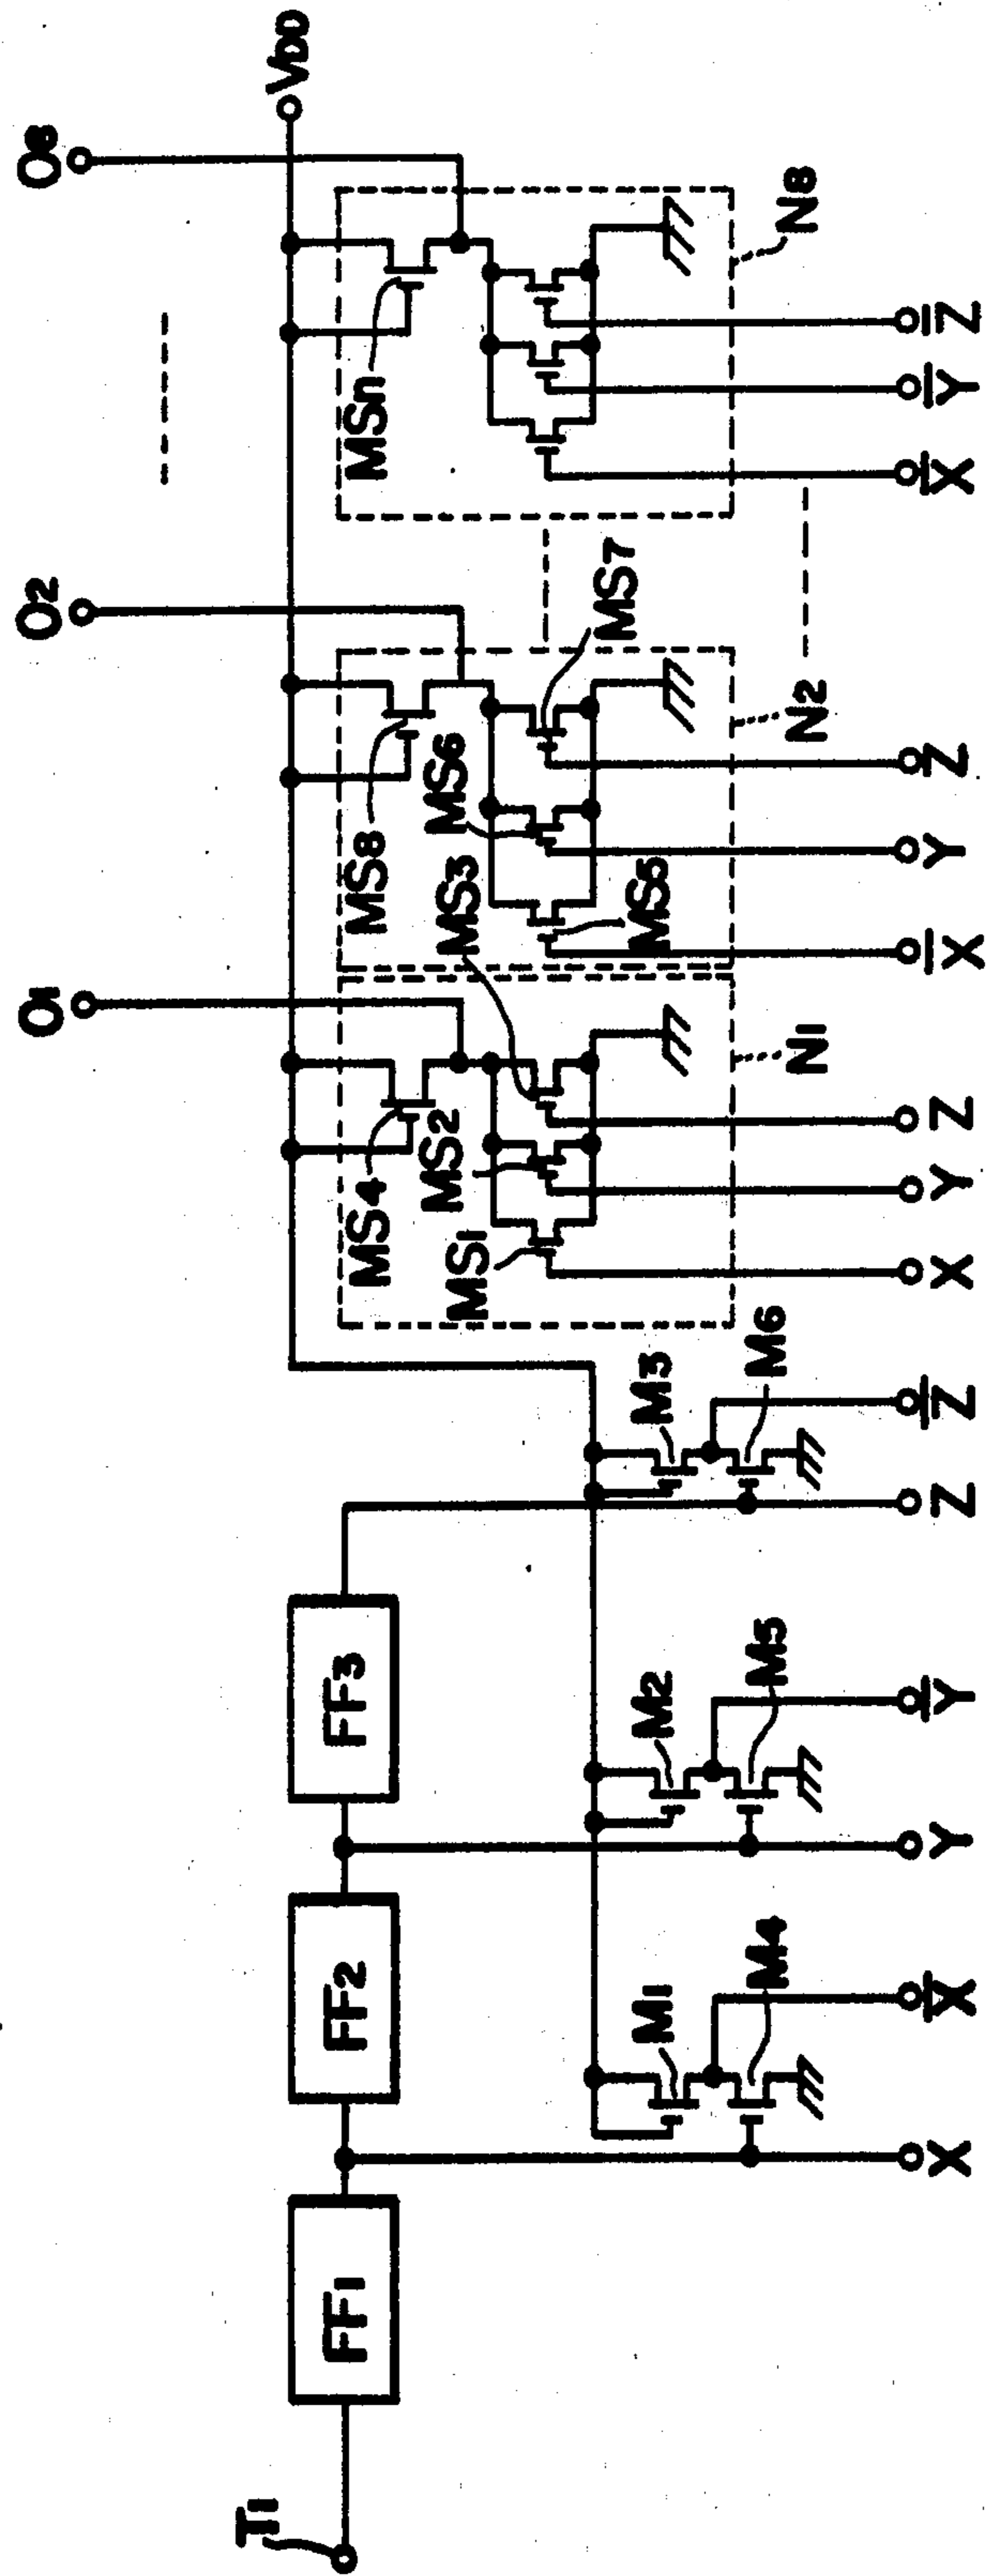 O1 O2 O8
T1 VDD
FF1 FF2 FF3 MS4 MS8 MSn
MS2 MS3 MS6
MS1
M1 M2 M3 MS5 MS7
M4 M5 M6 N1 N2 N8
X X̅ Y Y̅ Z Z̅ X Y Z X̅ Y Z X̅ Y̅ Z̅